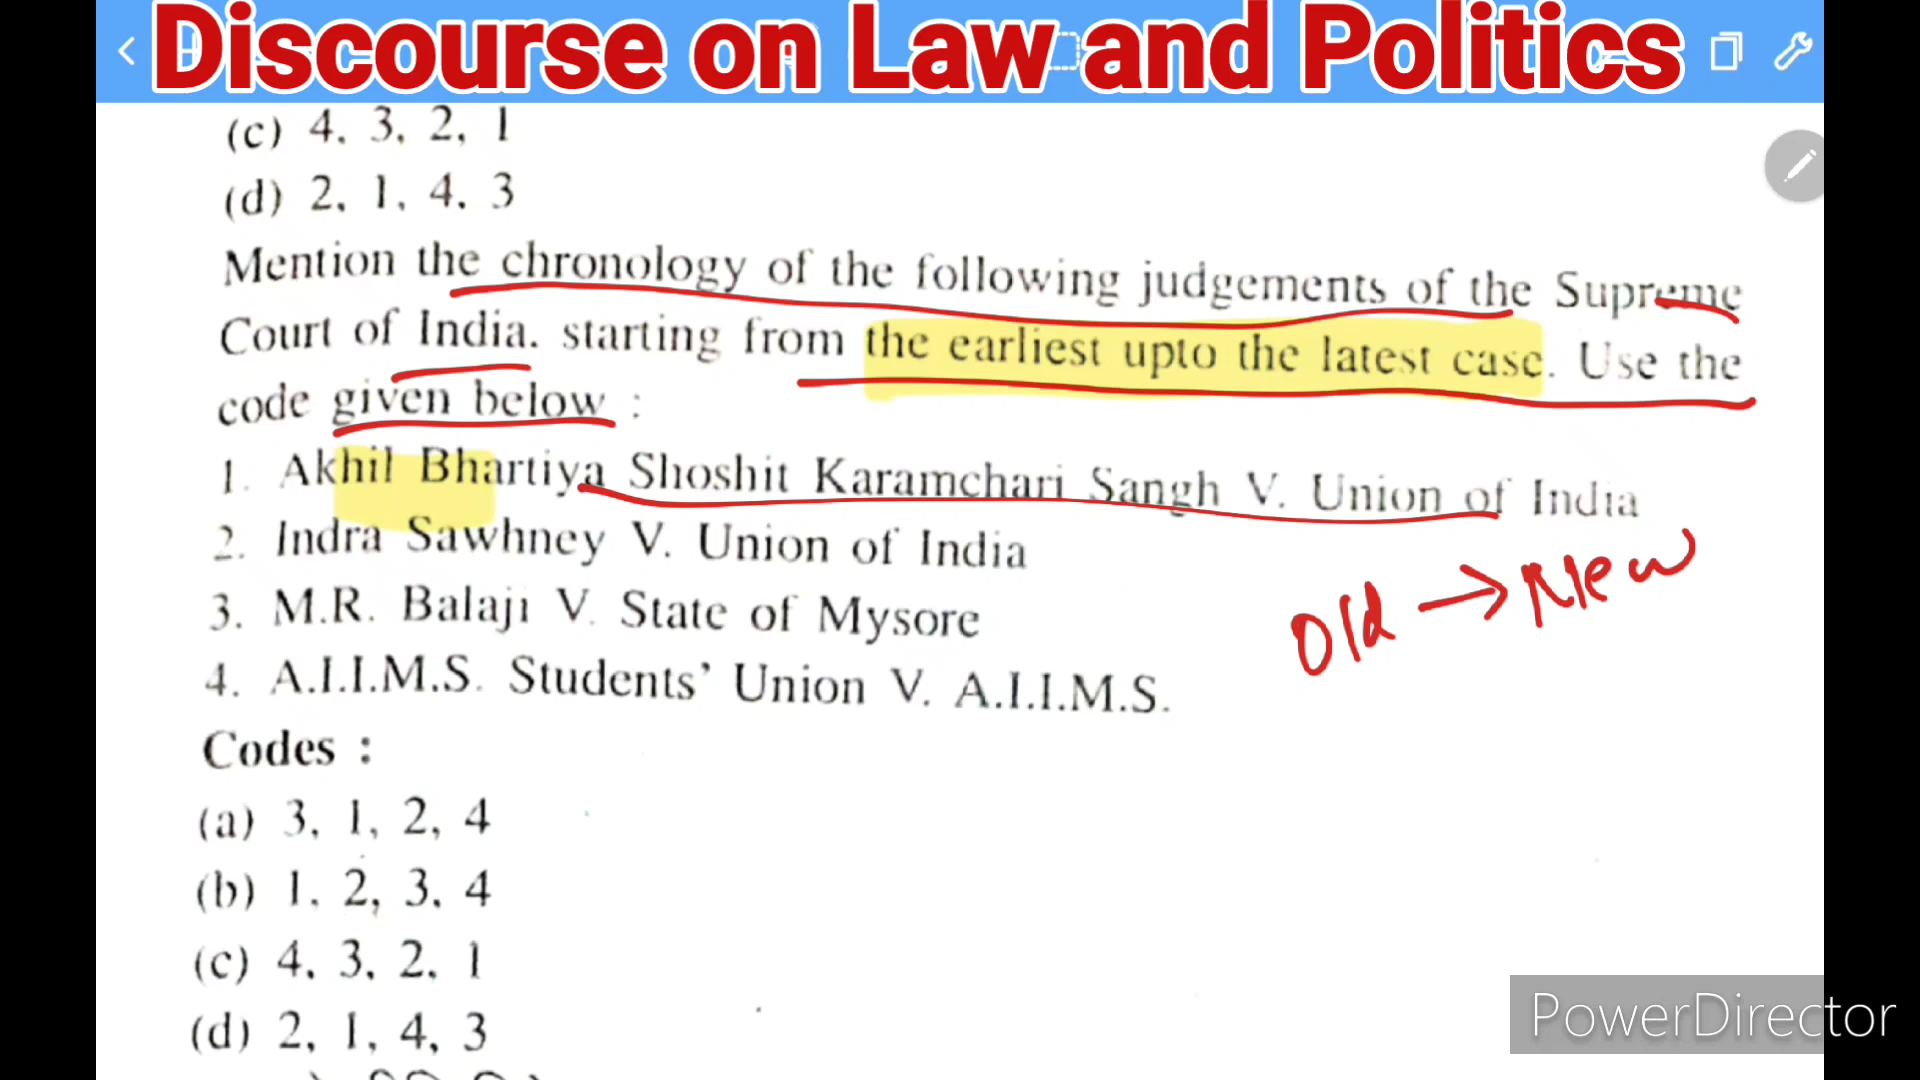 Discourse on Law and Politics
(c) 4, 3, 2, 1
(d) 2, 1, 4, 3
Mention the chronology of the following judgements of the Supreme
Court of India. starting from the earliest upto the latest case. Use the
code given below :
1. Akhil Bhartiya Shoshit Karamchari Sangh V. Union of India
2. Indra Sawhney V. Union of India
3. M.R. Balaji V. State of Mysore
Old → New
4. A.I.I.M.S. Students' Union V. A.I.I.M.S.
Codes :
(a) 3, 1, 2, 4
(b) 1, 2, 3, 4
(c) 4, 3, 2, 1
(d) 2, 1, 4, 3
PowerDirector